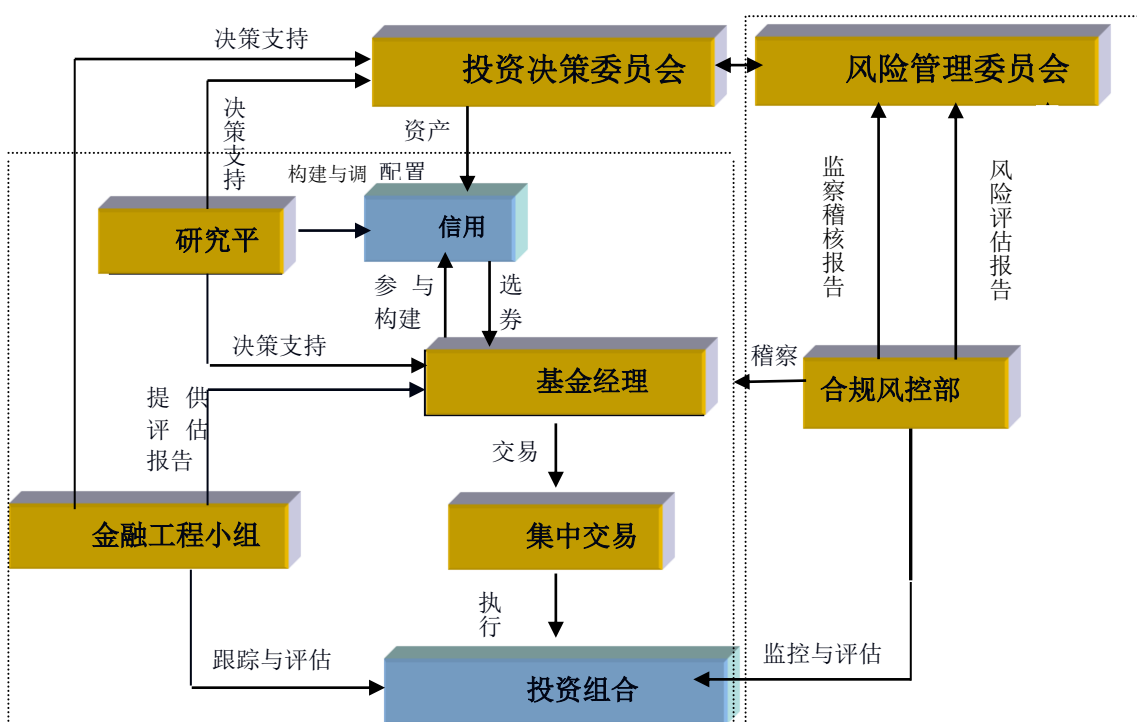 决策支持
投资决策委员会
风险管理委员会
决
策
支
持
资产
构建与调
配置
监
察
稽
核
报
告
风
险
评
估
报
告
研究平
信用
参 与
构建
选
券
决策支持
基金经理
稽察
合规风控部
提 供
评 估
报告
交易
金融工程小组
集中交易
执
行
跟踪与评估
投资组合
监控与评估